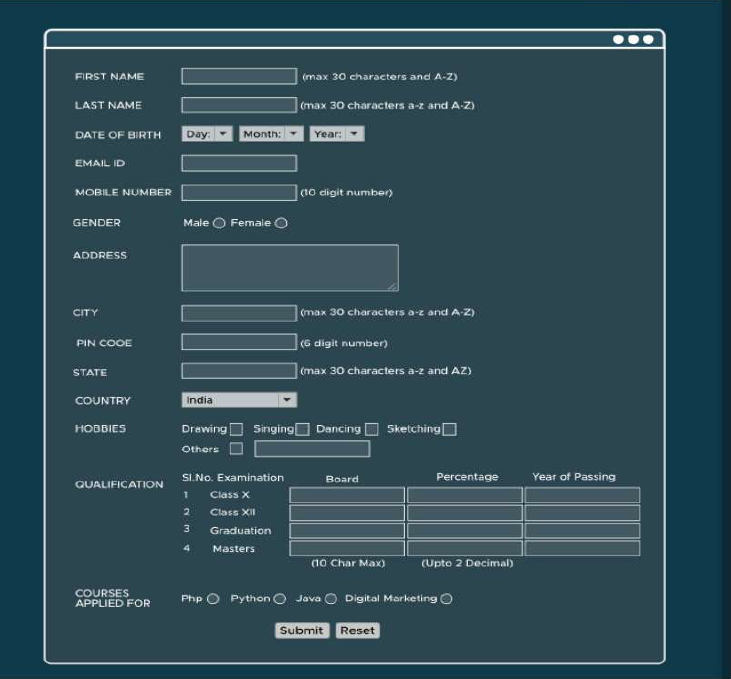 FIRST NAME (max 30 characters and A-Z)
LAST NAME (max 30 characters a-z and A-Z)
DATE OF BIRTH Day: Month: Year:
EMAIL ID
MOBILE NUMBER (10 digit number)
GENDER Male Female
ADDRESS
CITY (max 30 characters a-z and A-Z)
PIN COOE (6 digit number)
STATE (max 30 characters a-z and AZ)
COUNTRY India
HOBBIES Drawing Singing Dancing Sketching
Others
QUALIFICATION Sl.No. Examination Board Percentage Year of Passing
1 Class X
2 Class XII
3 Graduation
4 Masters
(10 Char Max) (Upto 2 Decimal)
COURSES
APPLIED FOR Php Python Java Digital Marketing
Submit Reset